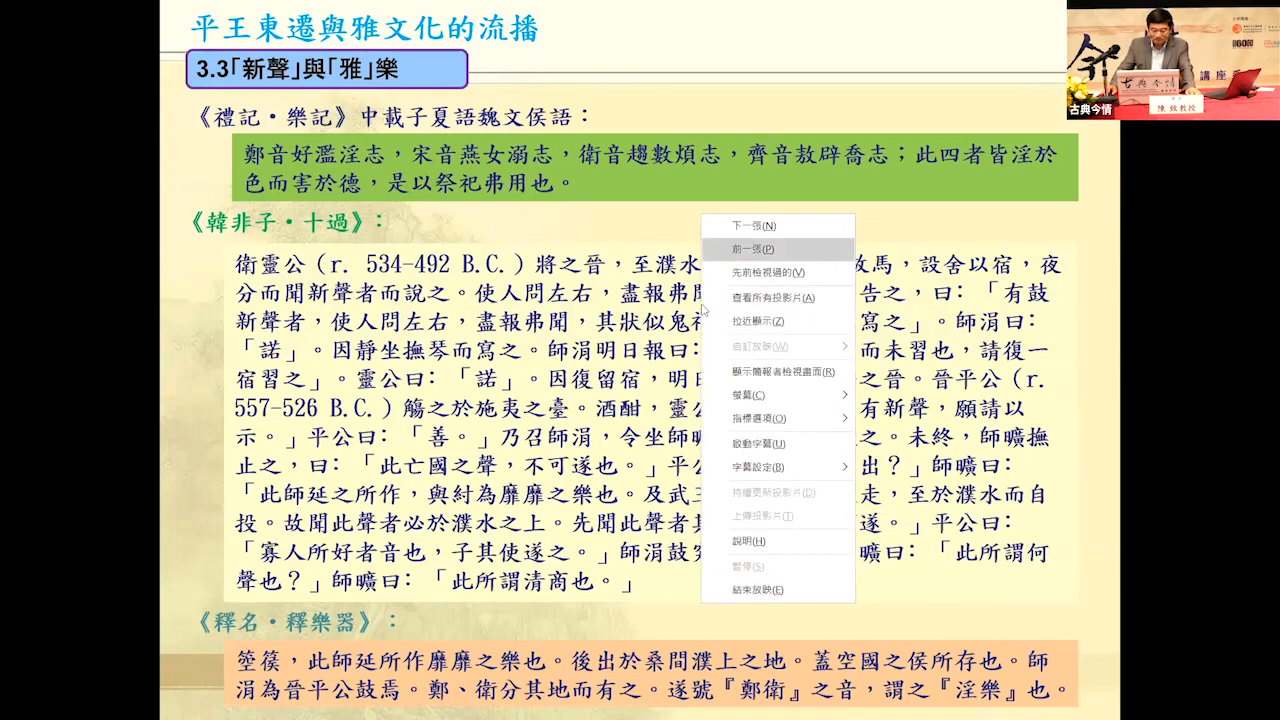 平王東遷與雅文化的流播
3.3「新聲」與「雅」樂
《禮記・樂記》中載子夏語魏文侯語：
鄭音好濫淫志，宋音燕女溺志，衛音趨數煩志，齊音敖辟喬志；此四者皆淫於
色而害於德，是以祭祀弗用也。
《韓非子・十過》：
衛靈公（r. 534-492 B.C.）將之晉，至濮水 馬，設舍以宿，夜
分而聞新聲者而說之。使人問左右，盡報弗 告之，曰：「有鼓
新聲者，使人問左右，盡報弗聞，其狀似鬼 寫之」。師涓曰：
「諾」。因靜坐撫琴而寫之。師涓明日報曰： 而未習也，請復一
宿習之」。靈公曰：「諾」。因復留宿，明 之晉。晉平公（r.
557-526 B.C.）觴之於施夷之臺。酒酣，靈 有新聲，願請以
示。」平公曰：「善。」乃召師涓，令坐師 之。未終，師曠撫
止之，曰：「此亡國之聲，不可遂也。」平 出？」師曠曰：
「此師延之所作，與紂為靡靡之樂也。及武 走，至於濮水而自
投。故聞此聲者必於濮水之上。先聞此聲者 遂。」平公曰：
「寡人所好者音也，子其使遂之。」師涓鼓 曠曰：「此所謂何
聲也？」師曠曰：「此所謂清商也。」
《釋名・釋樂器》：
箜篌，此師延所作靡靡之樂也。後出於桑間濮上之地。蓋空國之侯所存也。師
涓為晉平公鼓焉。鄭、衛分其地而有之。遂號『鄭衛』之音，謂之『淫樂』也。
下一張(N)
前一張(P)
先前檢視過的(V)
查看所有投影片(A)
拉近顯示(Z)
自訂放映(W)
顯示簡報者檢視畫面(R)
螢幕(C)
指標選項(O)
啟動字幕(U)
字幕設定(B)
持續更新投影片(D)
上傳投影片(T)
說明(H)
暫停(S)
結束放映(E)
今
講座
古典今情
陳致教授
古典今情